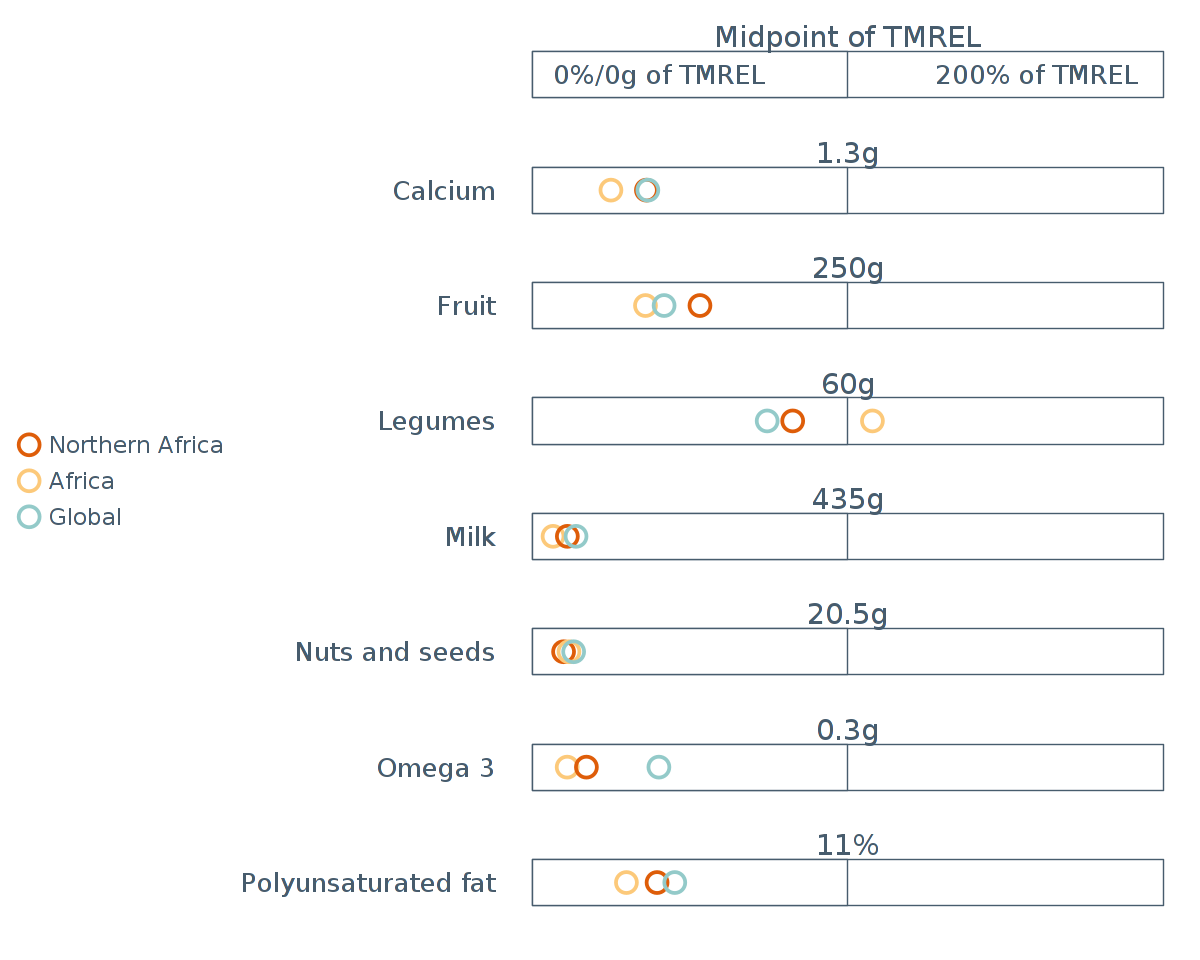 Midpoint of TMREL
0%/0g of TMREL
200% of TMREL
1.3g
Calcium
250g
Fruit
60g
Legumes
Northern Africa
Africa
Global
435g
Milk
20.5g
Nuts and seeds
0.3g
Omega 3
11%
Polyunsaturated fat